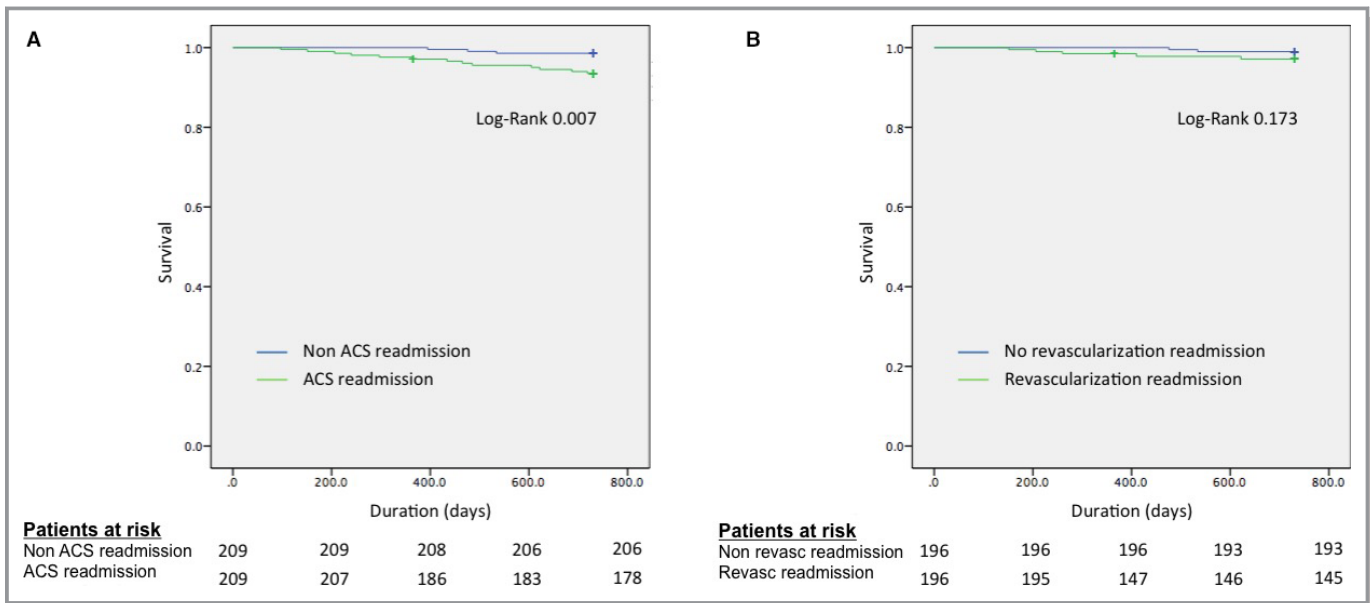 A
1.0
0.8
0.6
0.4
0.2
0.0
Survival
Log-Rank 0.007
Non ACS readmission
ACS readmission
.0 200.0 400.0 600.0 800.0
Duration (days)
Patients at risk
Non ACS readmission 209 209 208 206 206
ACS readmission 209 207 186 183 178
B
1.0
0.8
0.6
0.4
0.2
0.0
Survival
Log-Rank 0.173
No revascularization readmission
Revascularization readmission
.0 200.0 400.0 600.0 800.0
Duration (days)
Patients at risk
Non revasc readmission 196 196 196 193 193
Revasc readmission 196 195 147 146 145